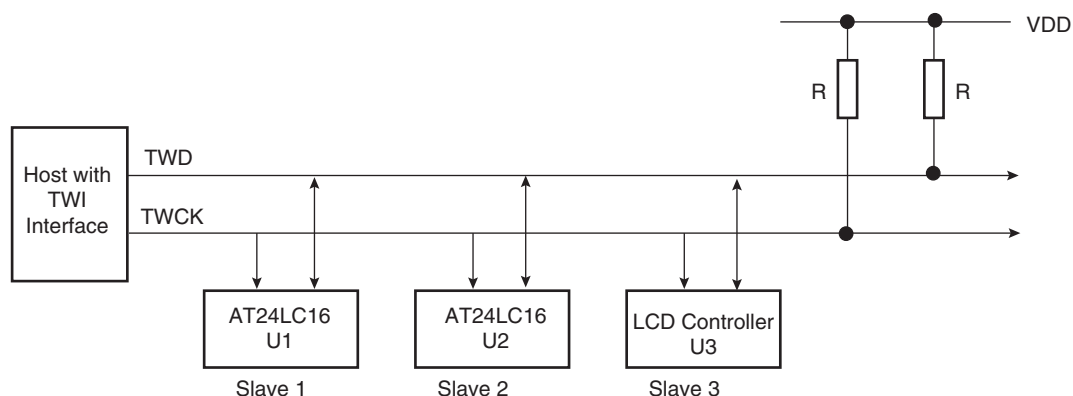 VDD
R
R
Host with
TWI
Interface
TWD
TWCK
AT24LC16
U1
AT24LC16
U2
LCD Controller
U3
Slave 1
Slave 2
Slave 3